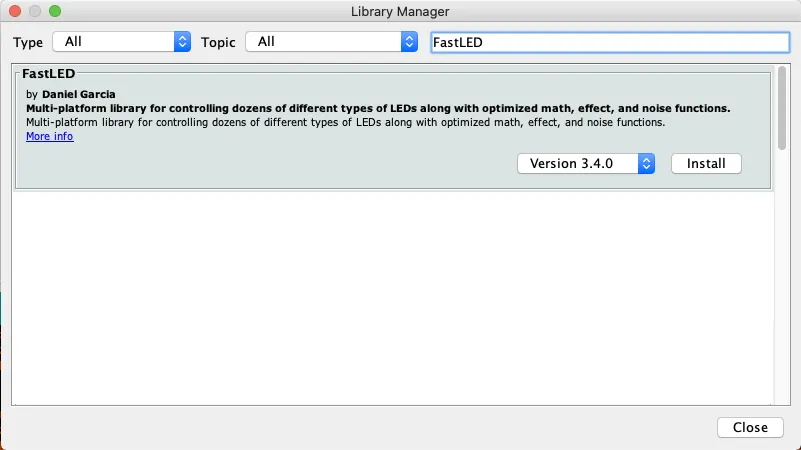 Library Manager
Type All Topic All FastLED
FastLED
by Daniel Garcia
Multi-platform library for controlling dozens of different types of LEDs along with optimized math, effect, and noise functions.
Multi-platform library for controlling dozens of different types of LEDs along with optimized math, effect, and noise functions.
More info
Version 3.4.0 Install
Close